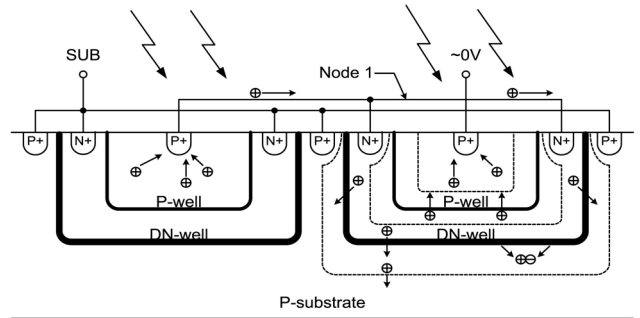 SUB
~0V
Node 1
P+ N+ P+ N+ P+ N+ P+ N+ P+
P-well P-well
DN-well DN-well
P-substrate